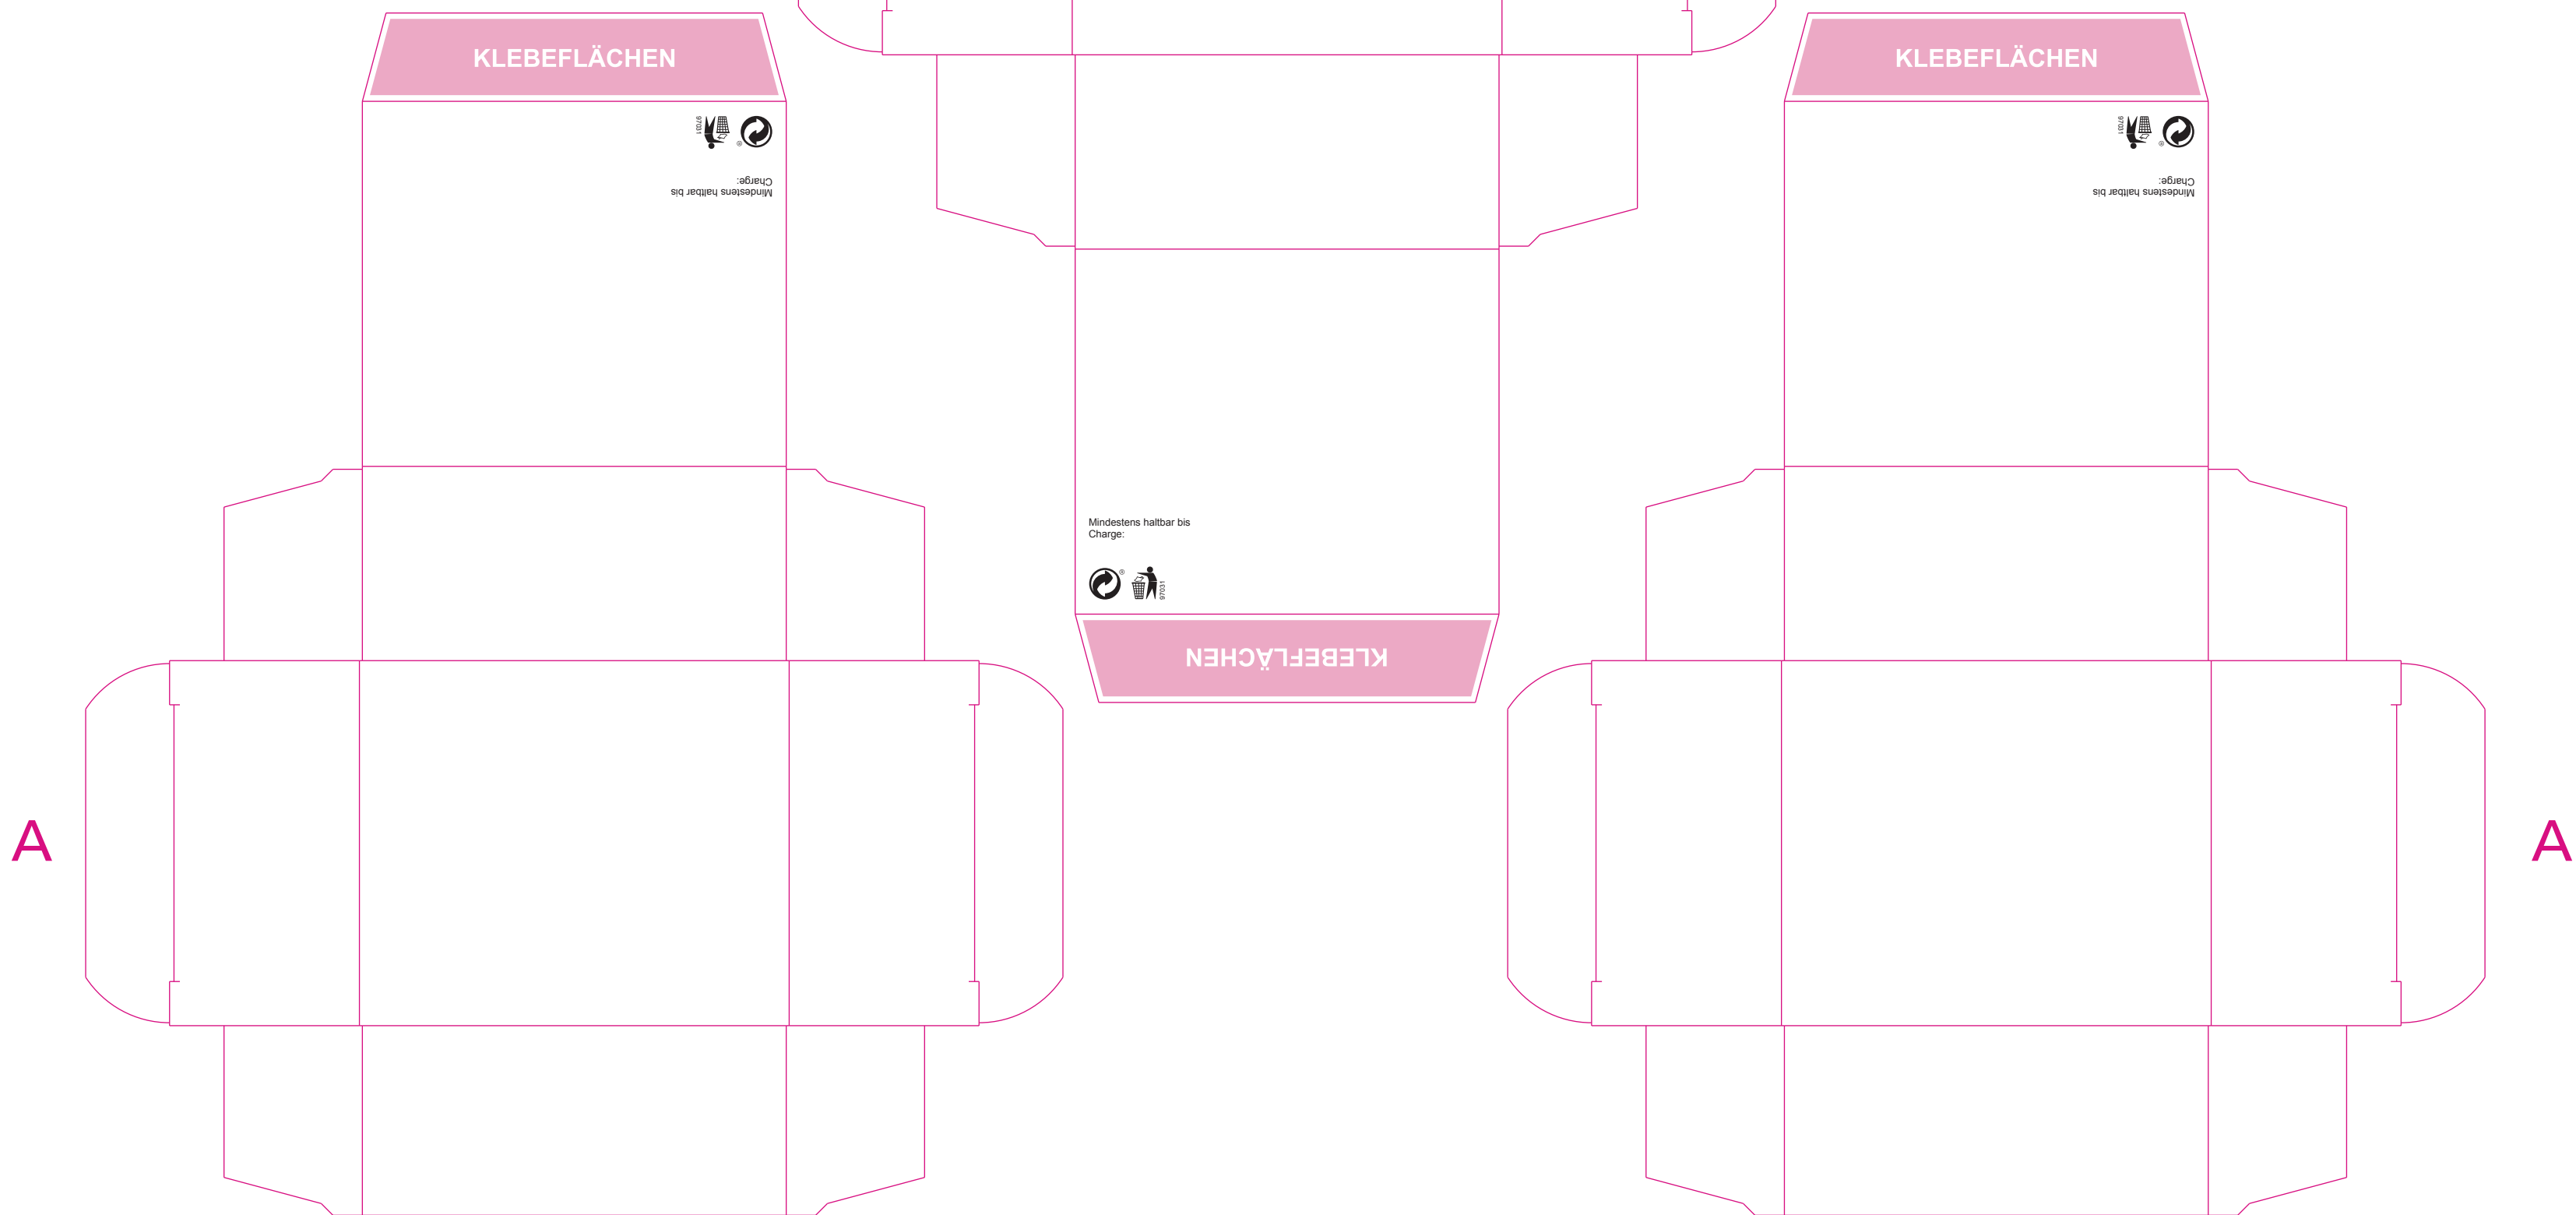 KLEBEFLÄCHEN
97031
®
Mindestens haltbar bis
Charge:
Mindestens haltbar bis
Charge:
®
97031
KLEBEFLÄCHEN
KLEBEFLÄCHEN
97031
®
Mindestens haltbar bis
Charge:
A
A